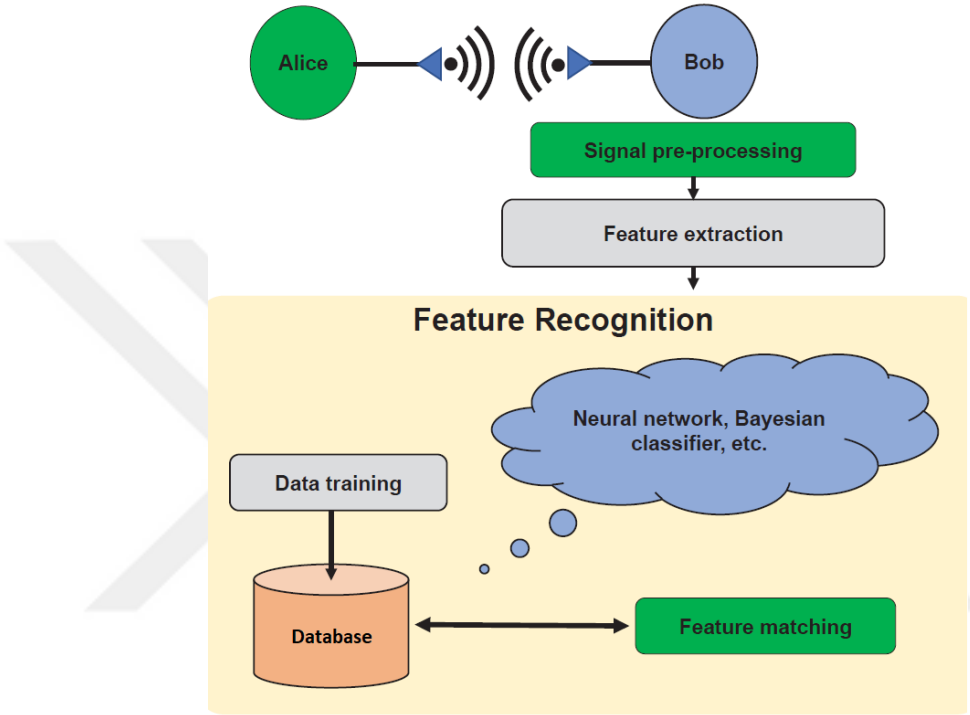 Alice
Bob
Signal pre-processing
Feature extraction
Feature Recognition
Neural network, Bayesian
classifier, etc.
Data training
Database
Feature matching